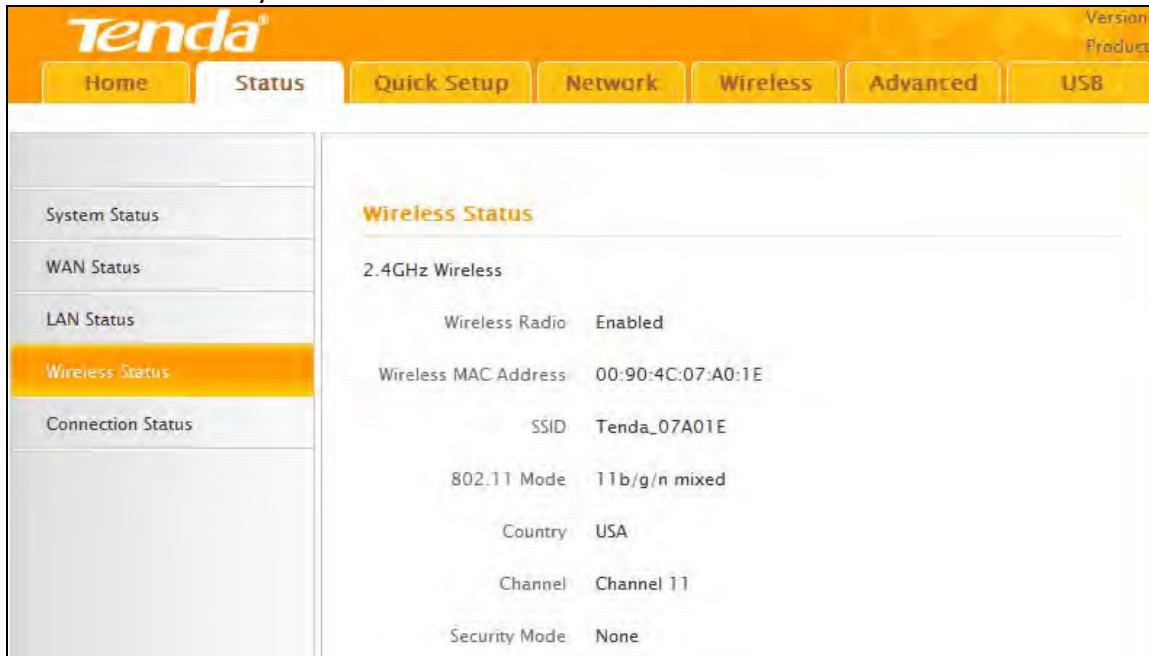 Tenda®
Version
Product
Home Status Quick Setup Network Wireless Advanced USB
System Status
WAN Status
LAN Status
Wireless Status
Connection Status
Wireless Status
2.4GHz Wireless
Wireless Radio Enabled
Wireless MAC Address 00:90:4C:07:A0:1E
SSID Tenda_07A01E
802.11 Mode 11b/g/n mixed
Country USA
Channel Channel 11
Security Mode None